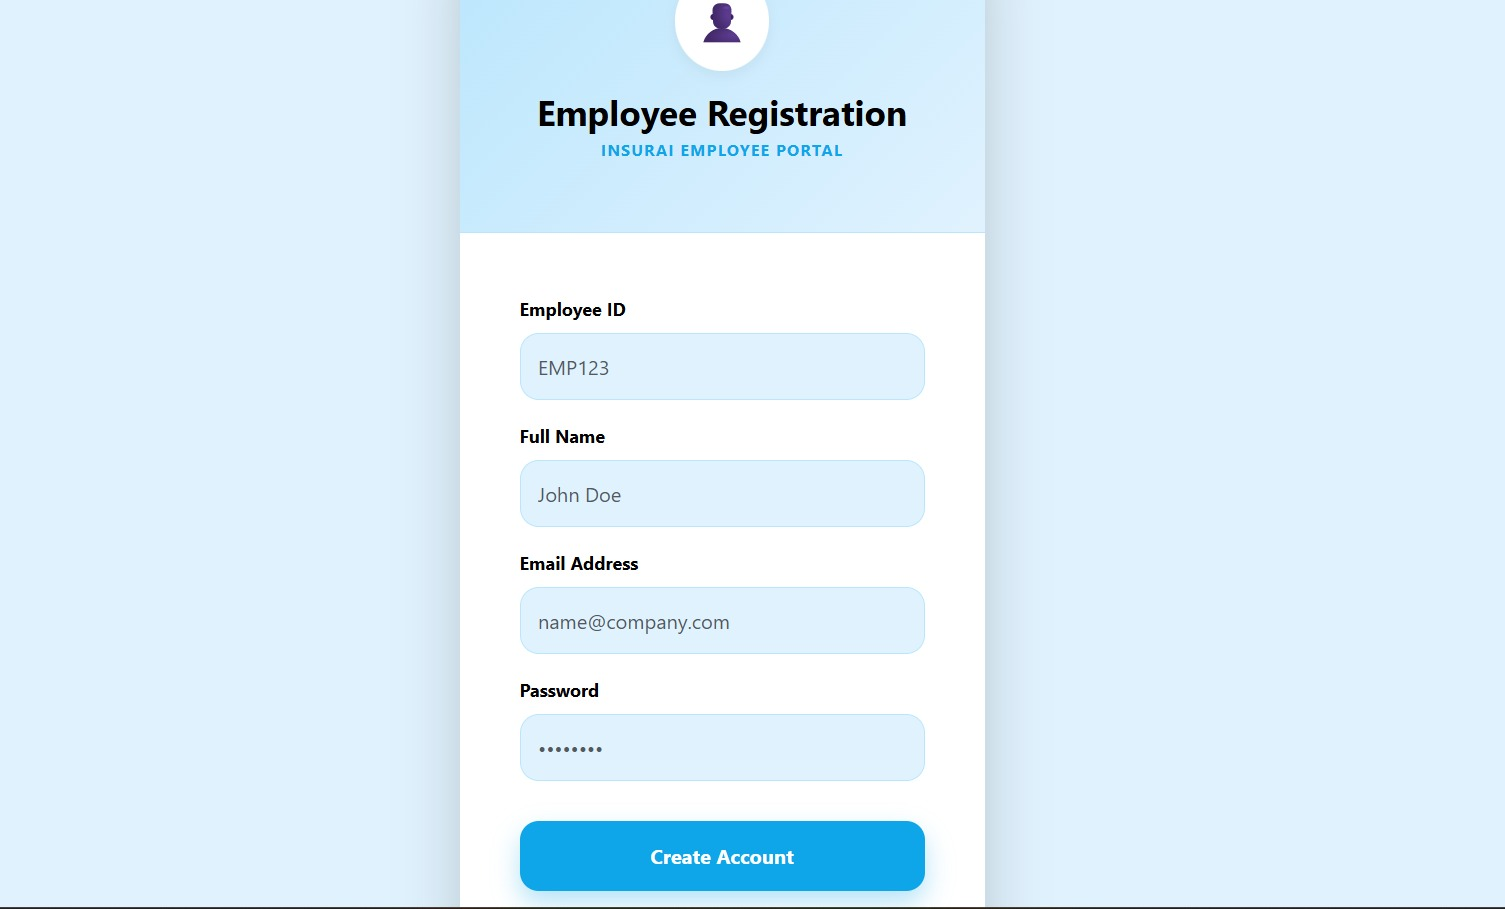 Employee Registration
INSURAI EMPLOYEE PORTAL
Employee ID
EMP123
Full Name
John Doe
Email Address
name@company.com
Password
••••••••
Create Account